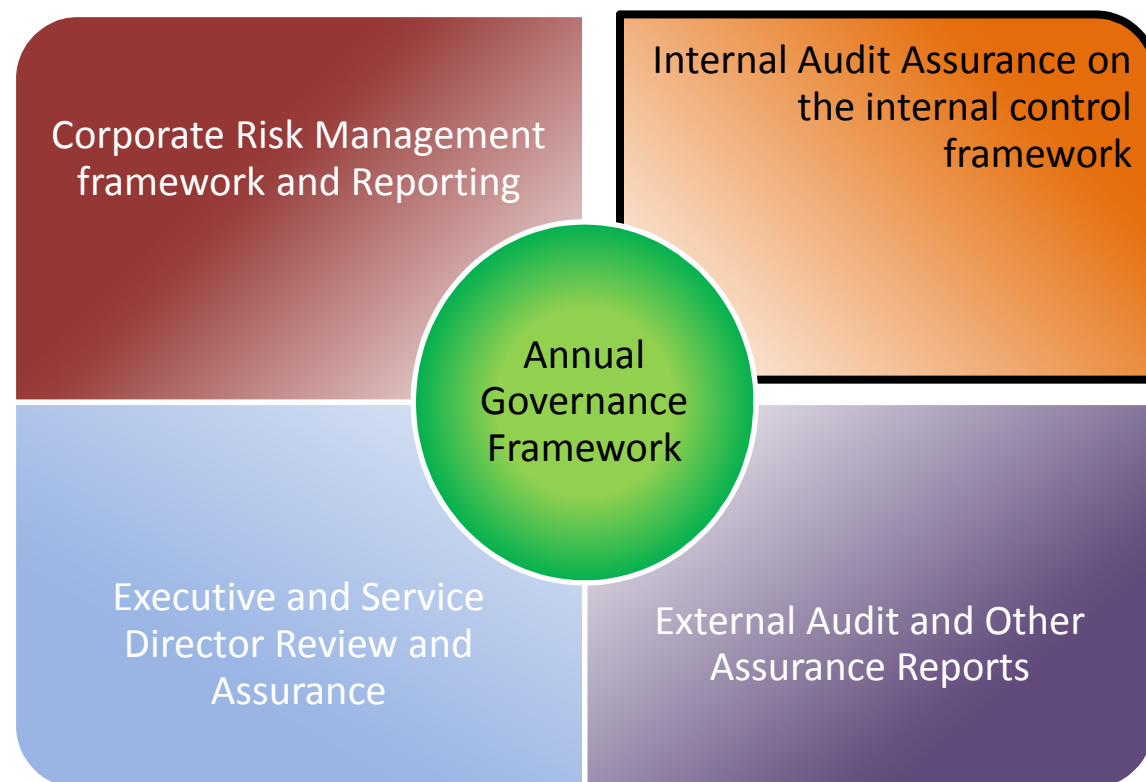 Corporate Risk Management
framework and Reporting
Internal Audit Assurance on
the internal control
framework
Annual
Governance
Framework
Executive and Service
Director Review and
Assurance
External Audit and Other
Assurance Reports